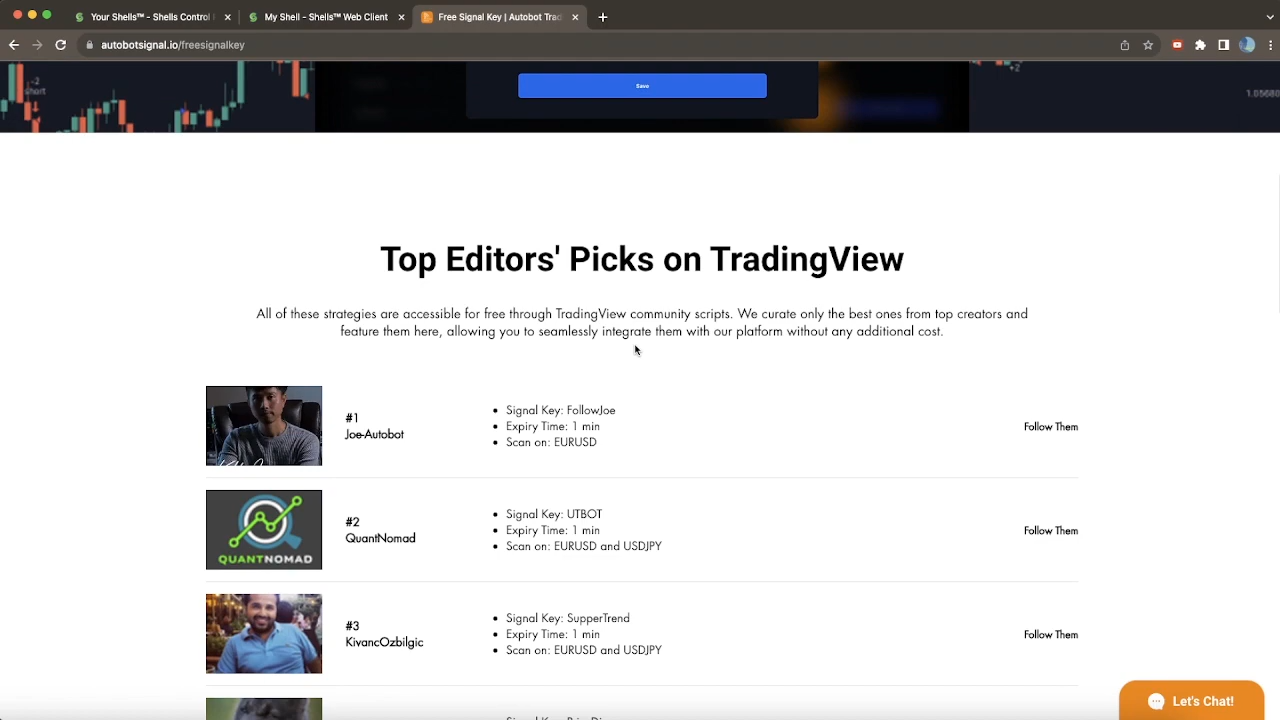 Your Shells™ - Shells Control
My Shell - Shells™ Web Client
Free Signal Key | Autobot Trad
autobotsignal.io/freesignalkey
-2
short
+2
1.05680
Save
Top Editors' Picks on TradingView
All of these strategies are accessible for free through TradingView community scripts. We curate only the best ones from top creators and
feature them here, allowing you to seamlessly integrate them with our platform without any additional cost.
#1
Joe-Autobot
• Signal Key: FollowJoe
• Expiry Time: 1 min
• Scan on: EURUSD
Follow Them
QUANTNOMAD
#2
QuantNomad
• Signal Key: UTBOT
• Expiry Time: 1 min
• Scan on: EURUSD and USDJPY
Follow Them
#3
KivancOzbilgic
• Signal Key: SupperTrend
• Expiry Time: 1 min
• Scan on: EURUSD and USDJPY
Follow Them
Let's Chat!